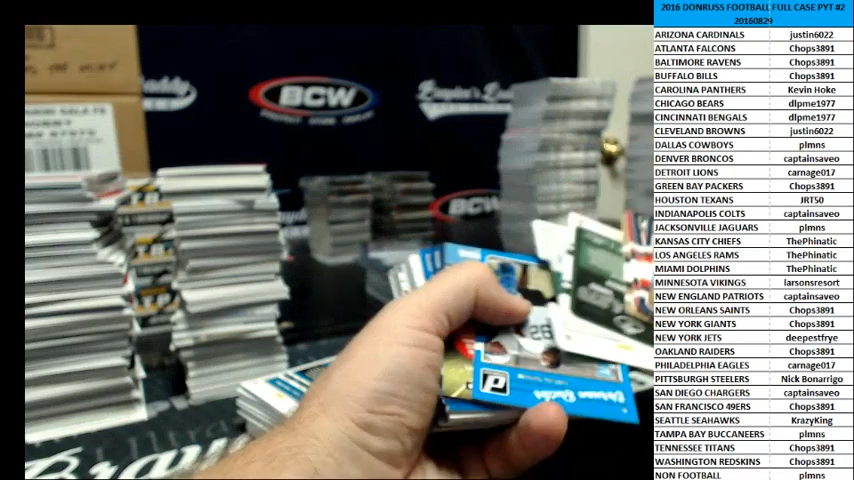 2016 DONRUSS FOOTBALL FULL CASE PYT #2
20160829
ARIZONA CARDINALS justin6022
ATLANTA FALCONS Chops3891
BALTIMORE RAVENS Chops3891
BUFFALO BILLS Chops3891
CAROLINA PANTHERS Kevin Hoke
CHICAGO BEARS dlpme1977
CINCINNATI BENGALS dlpme1977
CLEVELAND BROWNS justin6022
DALLAS COWBOYS plmns
DENVER BRONCOS captainsaveo
DETROIT LIONS carnage017
GREEN BAY PACKERS Chops3891
HOUSTON TEXANS JRT50
INDIANAPOLIS COLTS captainsaveo
JACKSONVILLE JAGUARS plmns
KANSAS CITY CHIEFS ThePhinatic
LOS ANGELES RAMS ThePhinatic
MIAMI DOLPHINS ThePhinatic
MINNESOTA VIKINGS larsonsresort
NEW ENGLAND PATRIOTS captainsaveo
NEW ORLEANS SAINTS Chops3891
NEW YORK GIANTS Chops3891
NEW YORK JETS deepestfrye
OAKLAND RAIDERS Chops3891
PHILADELPHIA EAGLES carnage017
PITTSBURGH STEELERS Nick Bonarrigo
SAN DIEGO CHARGERS captainsaveo
SAN FRANCISCO 49ERS Chops3891
SEATTLE SEAHAWKS KrazyKing
TAMPA BAY BUCCANEERS plmns
TENNESSEE TITANS Chops3891
WASHINGTON REDSKINS Chops3891
NON FOOTBALL plmns
BCW
BCW